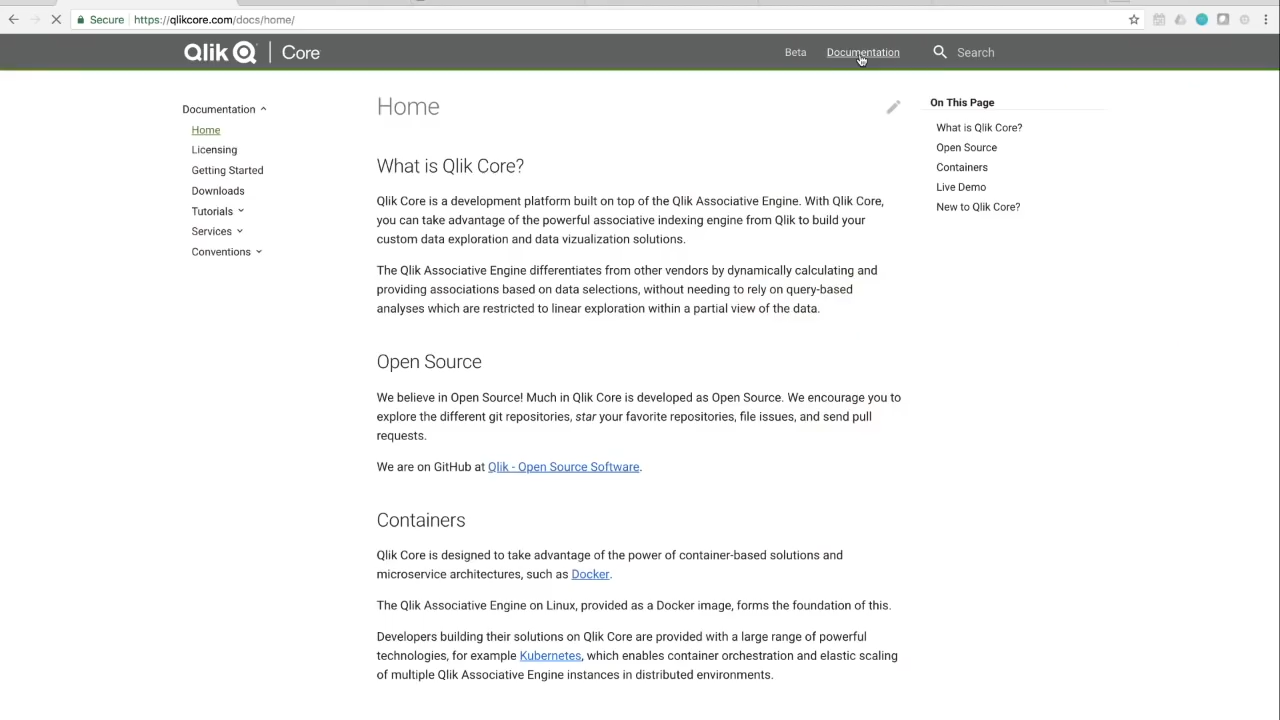 Secure
https://qlikcore.com/docs/home/
Qlik Q Core
Beta
Documentation
Search
Documentation
Home
Licensing
Getting Started
Downloads
Tutorials
Services
Conventions
Home
What is Qlik Core?
Qlik Core is a development platform built on top of the Qlik Associative Engine. With Qlik Core,
you can take advantage of the powerful associative indexing engine from Qlik to build your
custom data exploration and data vizualization solutions.
The Qlik Associative Engine differentiates from other vendors by dynamically calculating and
providing associations based on data selections, without needing to rely on query-based
analyses which are restricted to linear exploration within a partial view of the data.
Open Source
We believe in Open Source! Much in Qlik Core is developed as Open Source. We encourage you to
explore the different git repositories, star your favorite repositories, file issues, and send pull
requests.
We are on GitHub at Qlik - Open Source Software.
Containers
Qlik Core is designed to take advantage of the power of container-based solutions and
microservice architectures, such as Docker.
The Qlik Associative Engine on Linux, provided as a Docker image, forms the foundation of this.
Developers building their solutions on Qlik Core are provided with a large range of powerful
technologies, for example Kubernetes, which enables container orchestration and elastic scaling
of multiple Qlik Associative Engine instances in distributed environments.
On This Page
What is Qlik Core?
Open Source
Containers
Live Demo
New to Qlik Core?